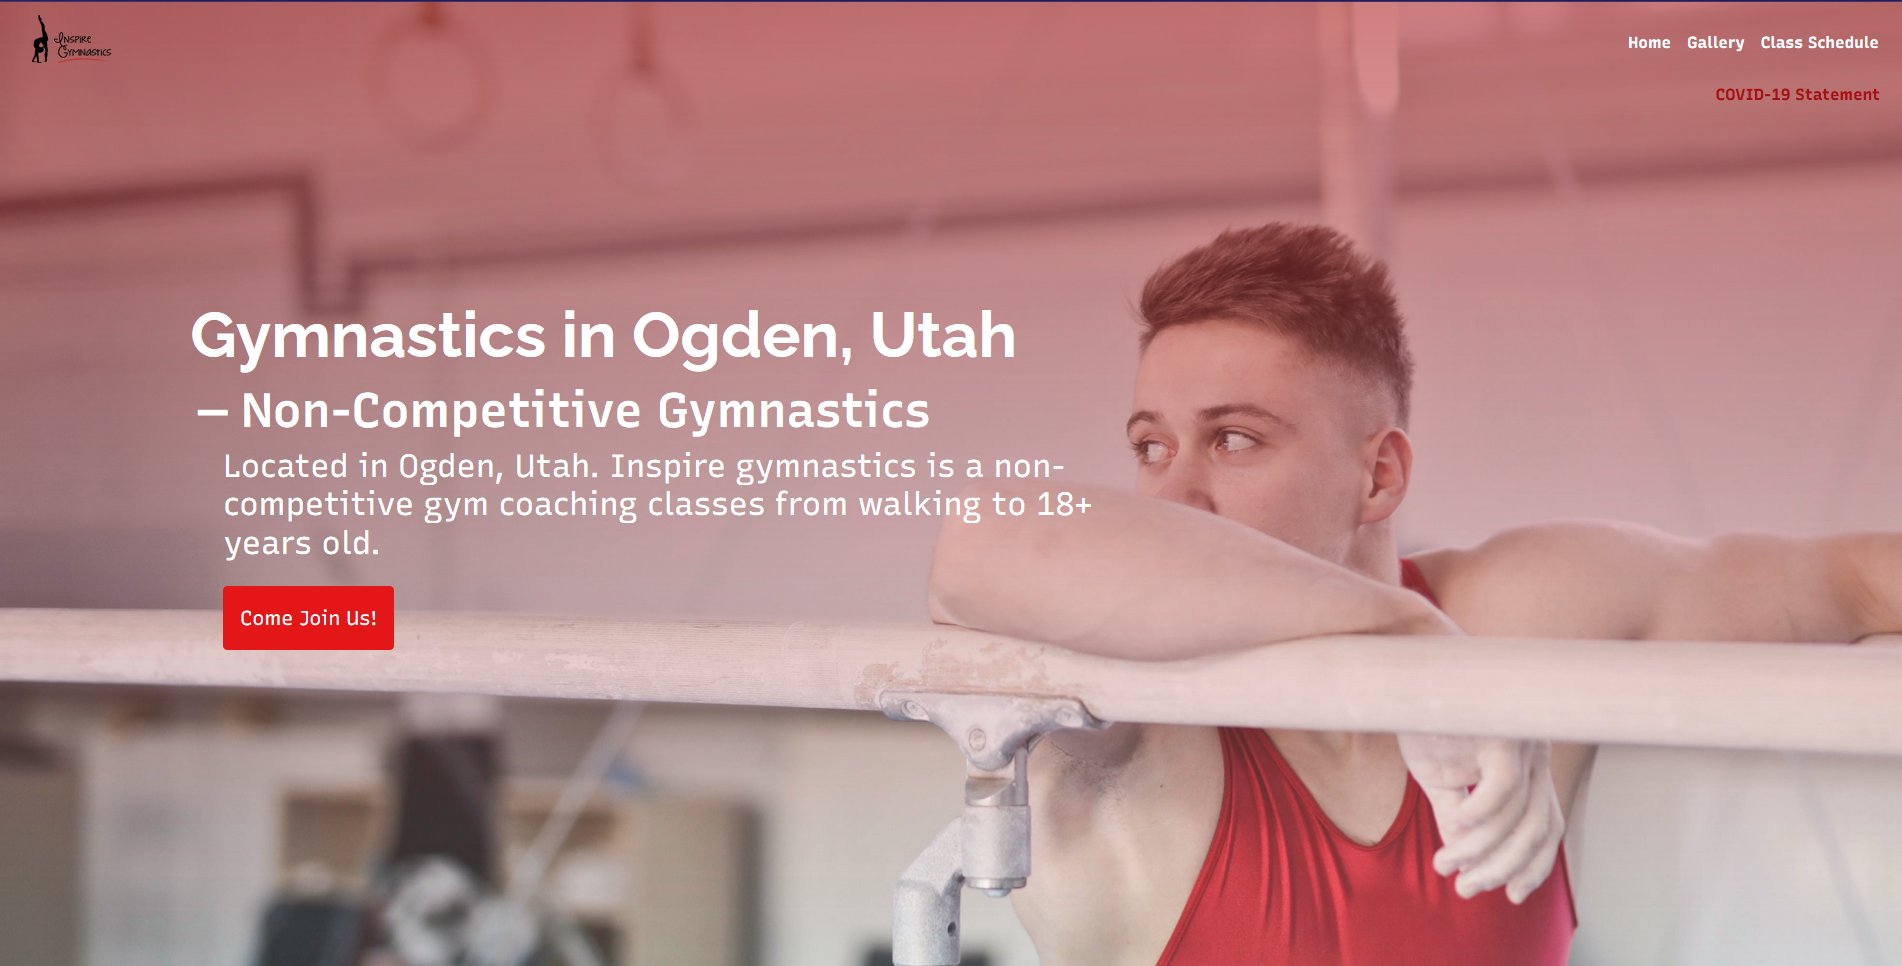 Inspire
Gymnastics
Home Gallery Class Schedule
COVID-19 Statement
Gymnastics in Ogden, Utah
– Non-Competitive Gymnastics
Located in Ogden, Utah. Inspire gymnastics is a non-
competitive gym coaching classes from walking to 18+
years old.
Come Join Us!